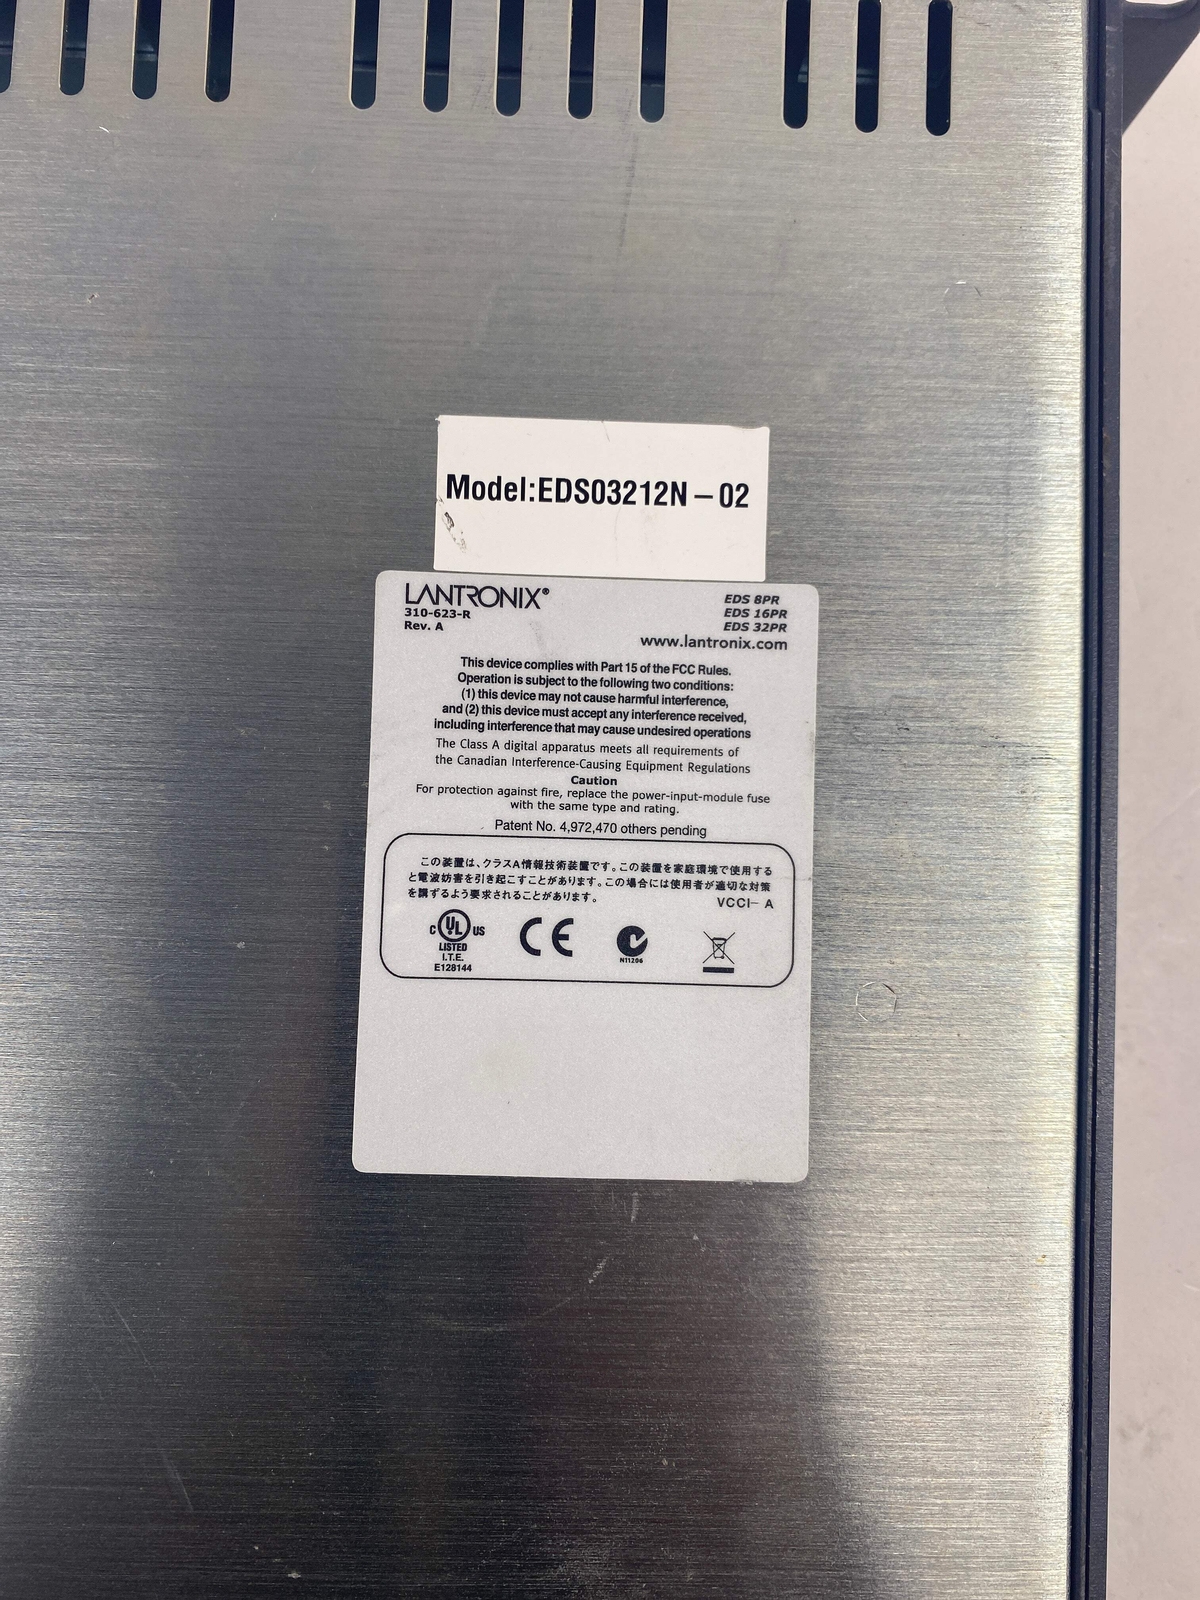 Model:EDS03212N – 02
LANTRONIX®
310-623-R
Rev. A
EDS 8PR
EDS 16PR
EDS 32PR
www.lantronix.com
This device complies with Part 15 of the FCC Rules.
Operation is subject to the following two conditions:
(1) this device may not cause harmful interference,
and (2) this device must accept any interference received,
including interference that may cause undesired operations
The Class A digital apparatus meets all requirements of
the Canadian Interference-Causing Equipment Regulations
Caution
For protection against fire, replace the power-input-module fuse
with the same type and rating.
Patent No. 4,972,470 others pending
この装置は、クラスA情報技術装置です。この装置を家庭環境で使用する
と電波妨害を引き起こすことがあります。この場合には使用者が適切な対策
を講ずるよう要求されることがあります。
VCCI– A
C UL US
LISTED
I.T.E.
E128144
CE
N11206